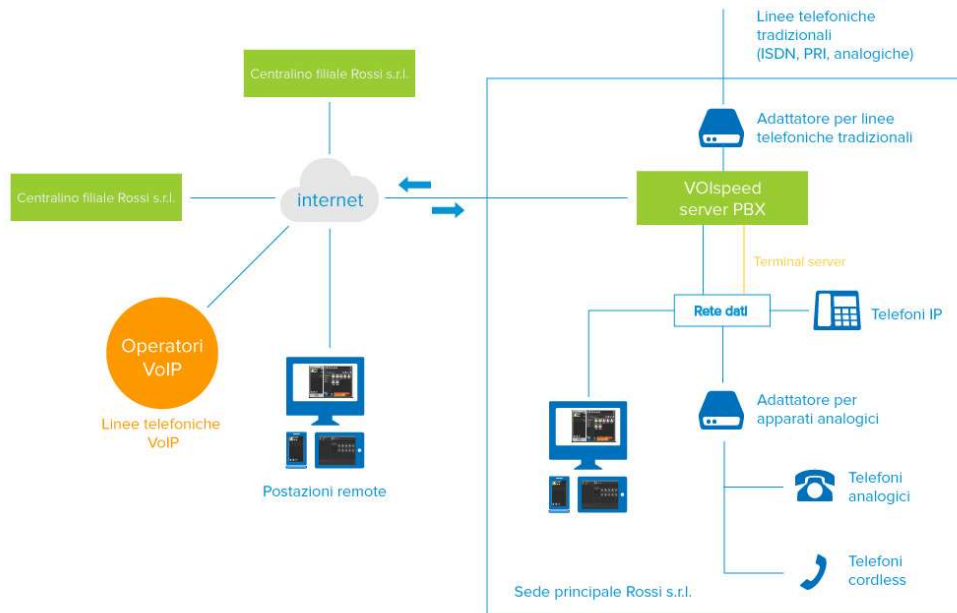 Linee telefoniche
tradizionali
(ISDN, PRI, analogiche)
Centralino filiale Rossi s.r.l.
Adattatore per linee
telefoniche tradizionali
Centralino filiale Rossi s.r.l.
internet
VOIspeed
server PBX
Terminal server
Rete dati
Telefoni IP
Operatori
VoIP
Linee telefoniche
VoIP
Postazioni remote
Adattatore per
apparati analogici
Telefoni
analogici
Telefoni
cordless
Sede principale Rossi s.r.l.